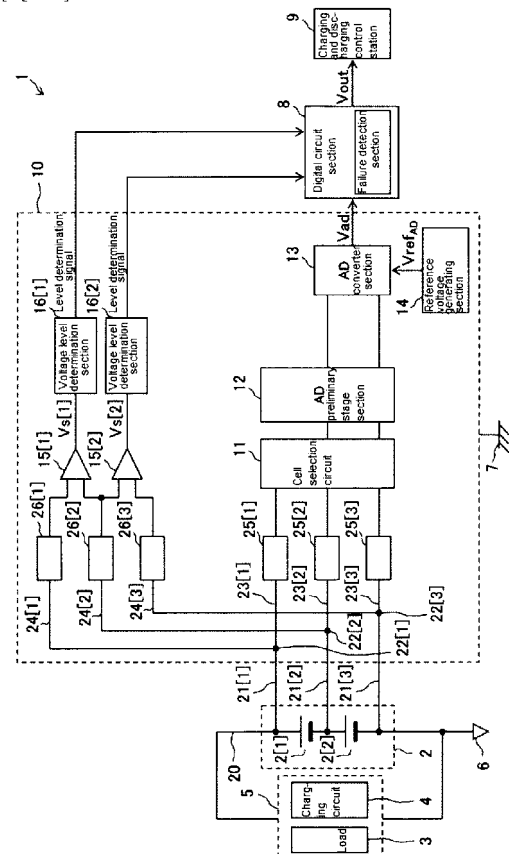 1
9
Charging
and dis-
charging
control
station
Vout
8
Digital circuit
section
Failure detection
section
10
Level determination
signal
Level determination
signal
16[1]
16[2]
Voltage level
determination
section
Voltage level
determination
section
Vs[1]
Vs[2]
15[1]
15[2]
Vad
13
AD
converter
section
VrefAD
14
Reference
voltage
generating
section
12
AD
preliminary
stage
section
11
Cell
selection
circuit
7
26[1]
26[2]
26[3]
25[1]
25[2]
25[3]
24[1]
24[2]
24[3]
23[1]
23[2]
23[3]
22[1]
22[2]
22[3]
21[1]
21[2]
21[3]
20
2[1]
2[2]
2
6
5
Charg-
ing
circuit
4
Load
3